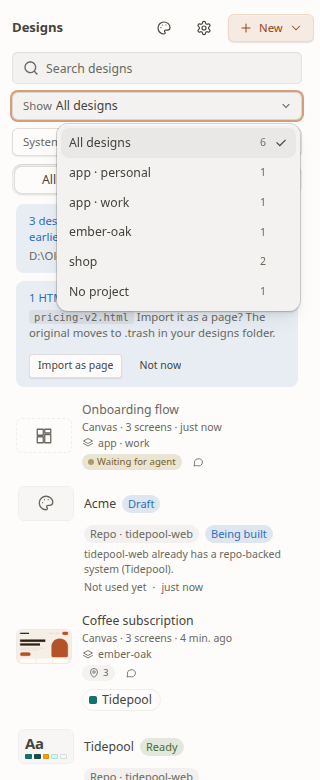 Designs
New
Search designs
Show All designs
System
All
All designs 6
app · personal 1
app · work 1
ember-oak 1
shop 2
No project 1
3 des
earlie
D:\Ol
1 HTM
pricing-v2.html Import it as a page? The
original moves to .trash in your designs folder.
Import as page Not now
Onboarding flow
Canvas · 3 screens · just now
app · work
Waiting for agent
Acme Draft
Repo · tidepool-web Being built
tidepool-web already has a repo-backed
system (Tidepool).
Not used yet · just now
Coffee subscription
Canvas · 3 screens · 4 min. ago
ember-oak
3
Tidepool
Aa
Tidepool Ready
Repo · tidepool-web